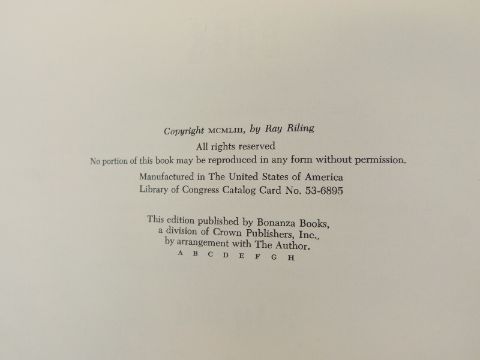 Copyright MCMLIII, by Ray Riling
All rights reserved
No portion of this book may be reproduced in any form without permission.
Manufactured in The United States of America
Library of Congress Catalog Card No. 53-6895
This edition published by Bonanza Books,
a division of Crown Publishers, Inc.,
by arrangement with The Author.
A B C D E F G H